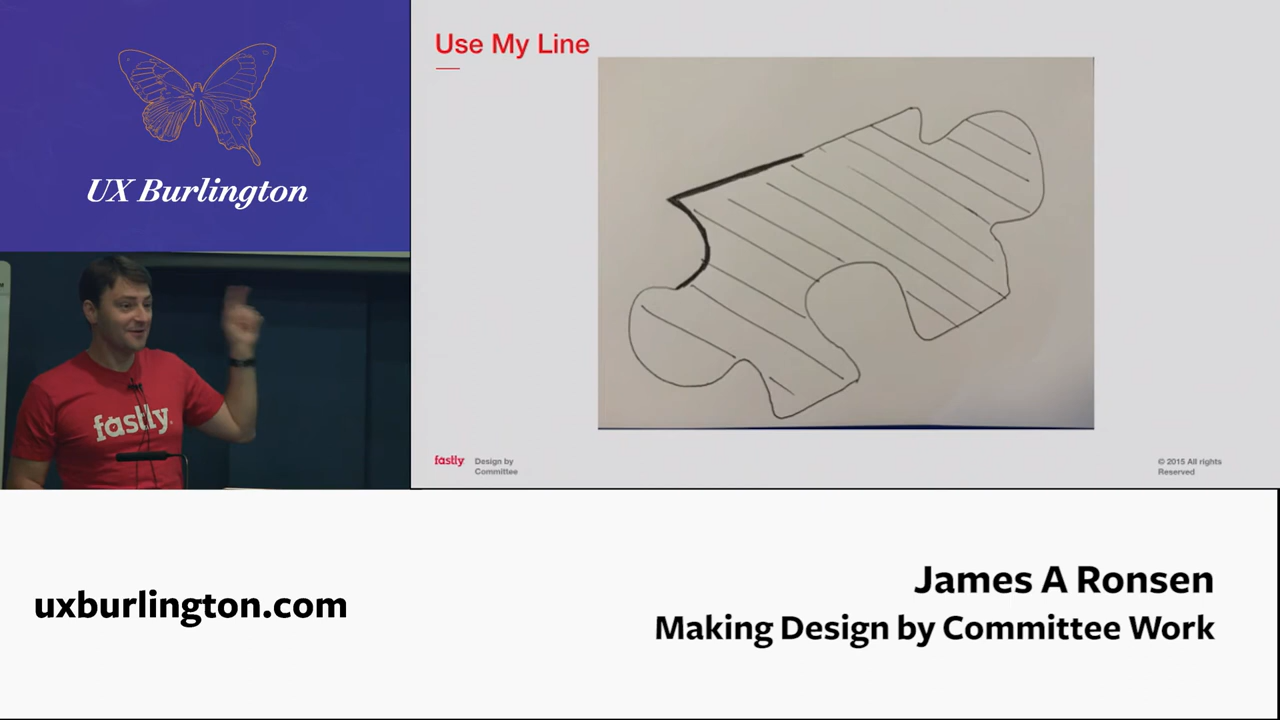 UX Burlington
fastly
Use My Line
fastly
Design by
Committee
© 2015 All rights
Reserved
uxburlington.com
James A Ronsen
Making Design by Committee Work